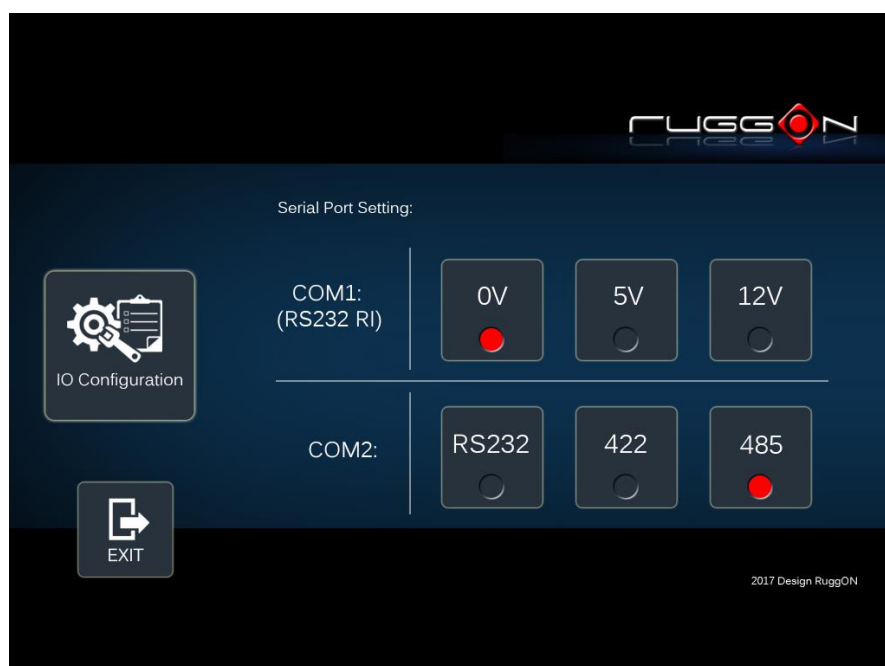 ruggON
Serial Port Setting:
COM1:
(RS232 RI)
0V
5V
12V
IO Configuration
COM2:
RS232
422
485
EXIT
2017 Design RuggON